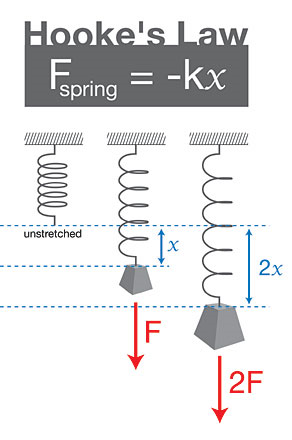 Hooke's Law
Fspring = -kx
unstretched
x
2x
F
2F